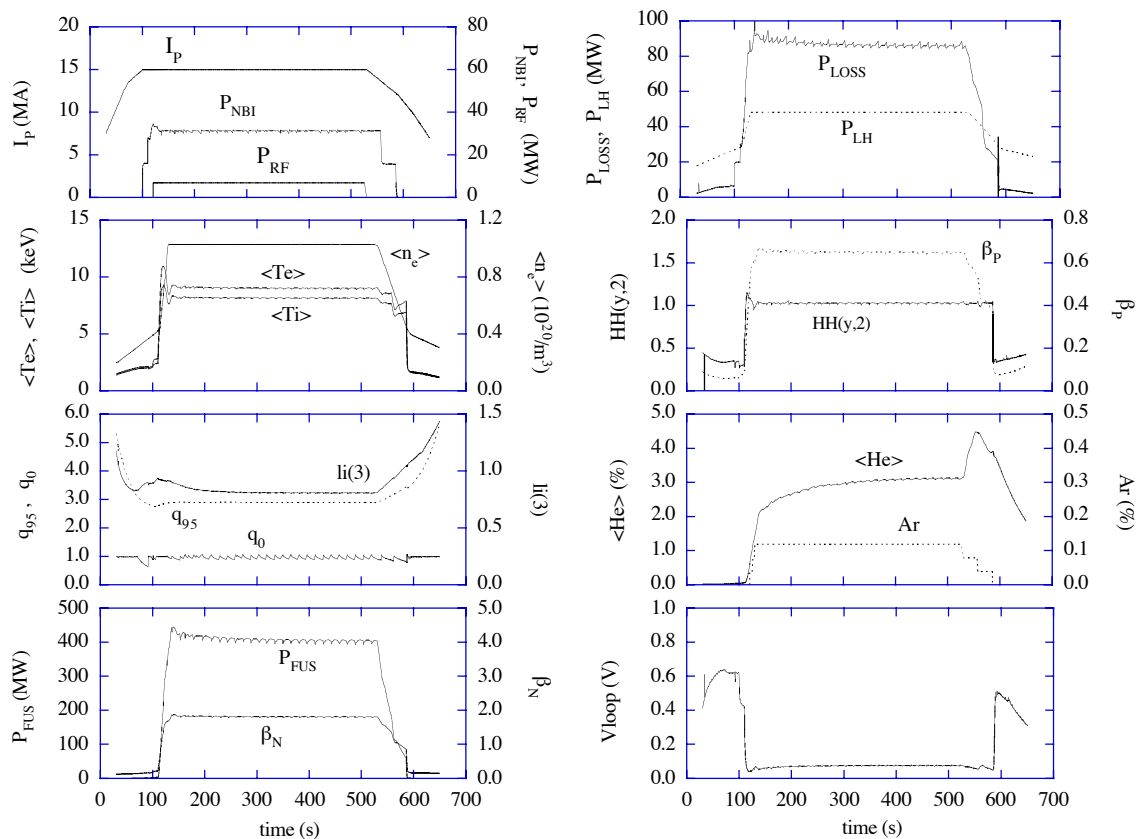 I_P (MA)
20
15
10
5
0
I_P
P_NBI
P_RF
80
60
40
20
0
P_NBI, P_RF (MW)
P_LOSS, P_LH (MW)
100
80
60
40
20
0
P_LOSS
P_LH
<Te>, <Ti> (keV)
15
10
5
0
<n_e>
<Te>
<Ti>
1.2
0.8
0.4
0.0
<n_e> (10^20/m^3)
HH(y,2)
2.0
1.5
1.0
0.5
0.0
β_P
HH(y,2)
0.8
0.6
0.4
0.2
0.0
β_P
q_95, q_0
6.0
5.0
4.0
3.0
2.0
1.0
0.0
li(3)
q_95
q_0
1.5
1.0
0.5
0.0
li(3)
<He> (%)
5.0
4.0
3.0
2.0
1.0
0.0
<He>
Ar
0.5
0.4
0.3
0.2
0.1
0.0
Ar (%)
P_FUS (MW)
500
400
300
200
100
0
P_FUS
β_N
5.0
4.0
3.0
2.0
1.0
0.0
β_N
0 100 200 300 400 500 600 700
time (s)
Vloop (V)
1.0
0.8
0.6
0.4
0.2
0.0
0 100 200 300 400 500 600 700
time (s)